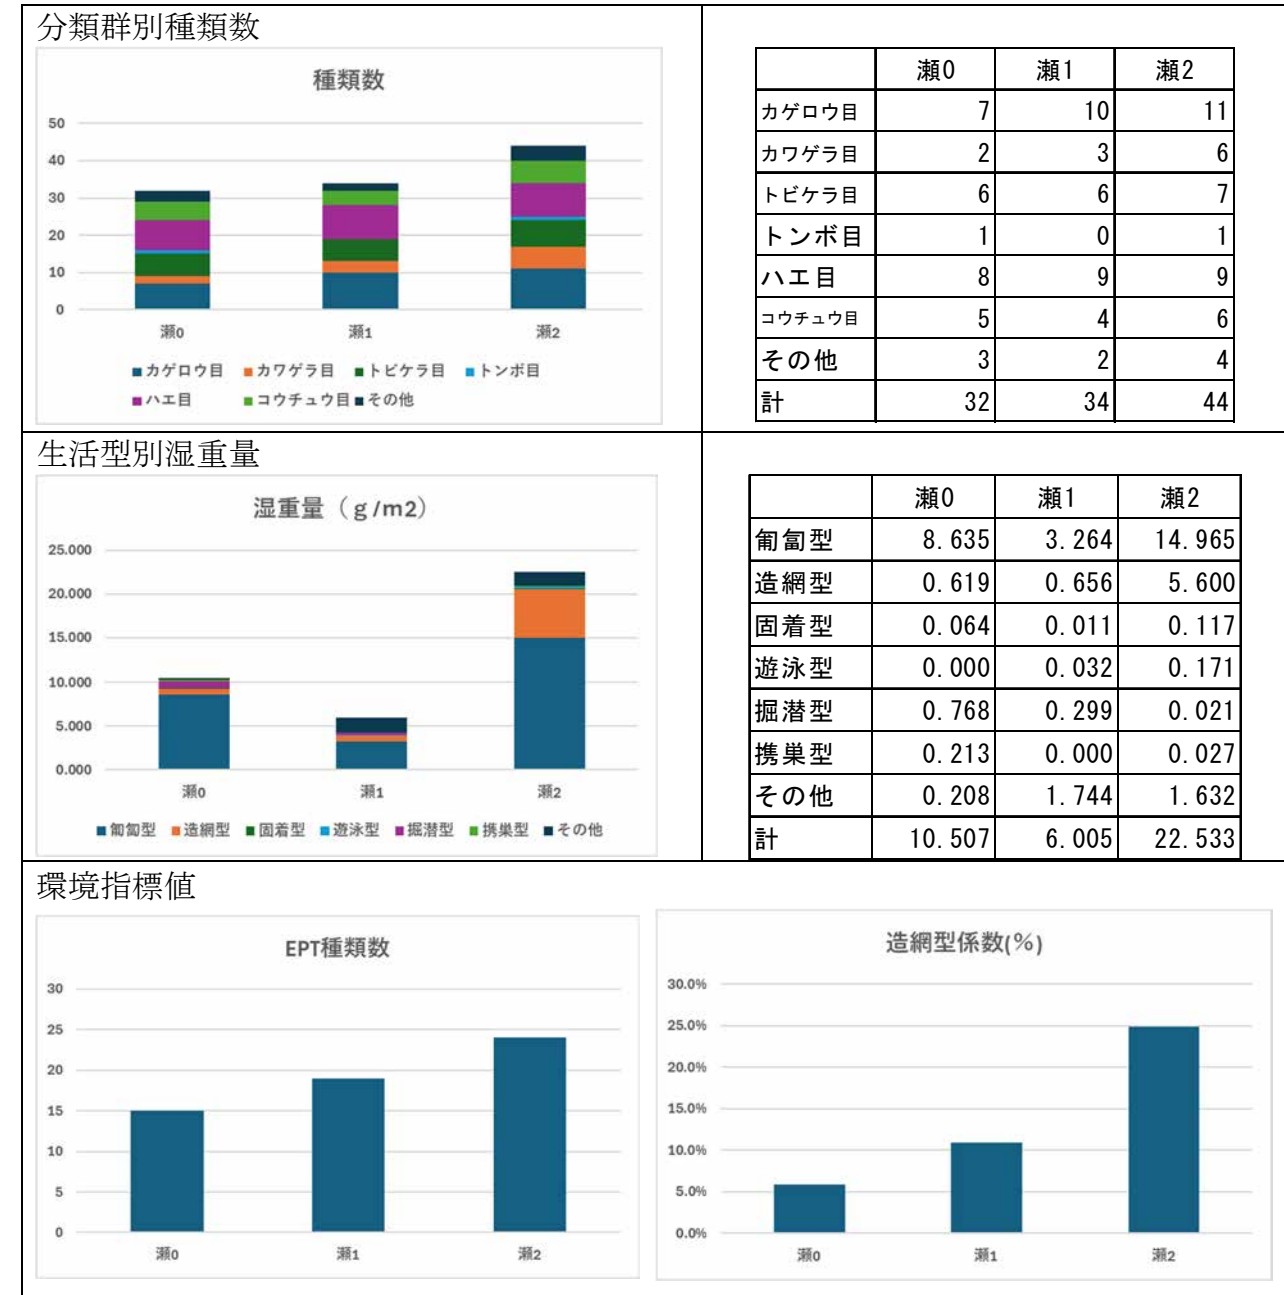 分類群別種類数
種類数
50
40
30
20
10
0
瀬0 瀬1 瀬2
カゲロウ目 カワゲラ目 トビケラ目 トンボ目
ハエ目 コウチュウ目 その他
瀬0 瀬1 瀬2
カゲロウ目 7 10 11
カワゲラ目 2 3 6
トビケラ目 6 6 7
トンボ目 1 0 1
ハエ目 8 9 9
コウチュウ目 5 4 6
その他 3 2 4
計 32 34 44
生活型別湿重量
湿重量（ｇ/m2）
25.000
20.000
15.000
10.000
5.000
0.000
瀬0 瀬1 瀬2
匍匐型 造網型 固着型 遊泳型 掘潜型 携巣型 その他
瀬0 瀬1 瀬2
匍匐型 8.635 3.264 14.965
造網型 0.619 0.656 5.600
固着型 0.064 0.011 0.117
遊泳型 0.000 0.032 0.171
掘潜型 0.768 0.299 0.021
携巣型 0.213 0.000 0.027
その他 0.208 1.744 1.632
計 10.507 6.005 22.533
環境指標値
EPT種類数
30
25
20
15
10
5
0
瀬0 瀬1 瀬2
造網型係数(%)
30.0%
25.0%
20.0%
15.0%
10.0%
5.0%
0.0%
瀬0 瀬1 瀬2